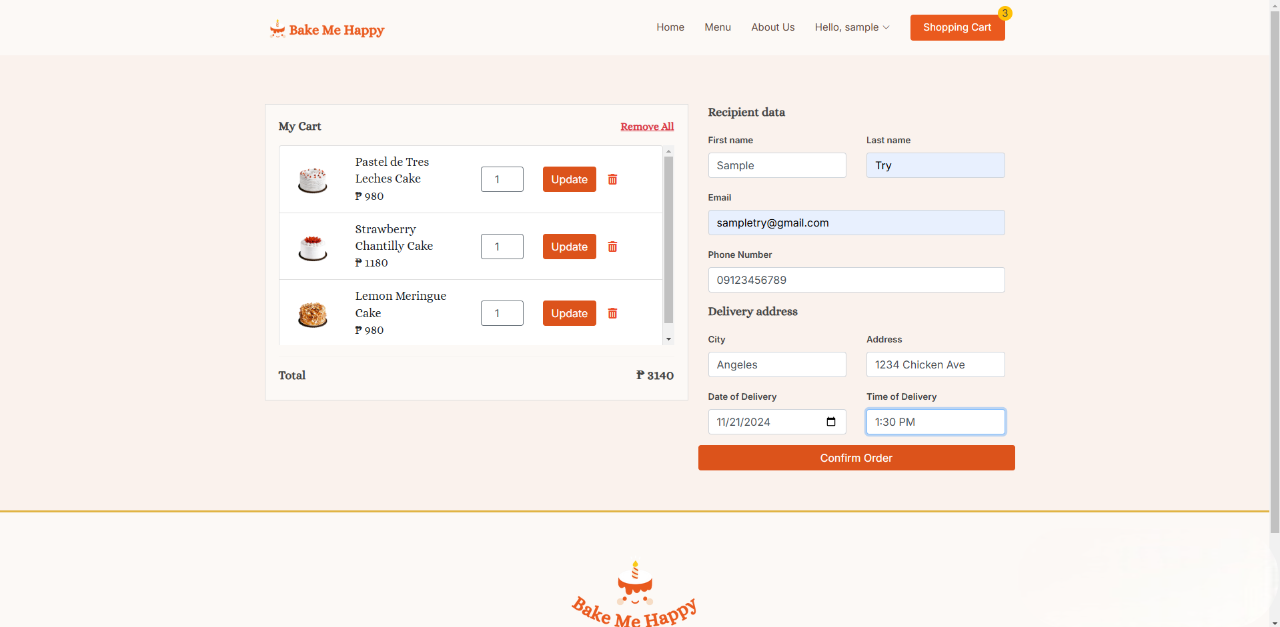 Bake Me Happy
Home Menu About Us Hello, sample Shopping Cart 3
My Cart Remove All
Pastel de Tres
Leches Cake
₱ 980
1 Update
Strawberry
Chantilly Cake
₱ 1180
1 Update
Lemon Meringue
Cake
₱ 980
1 Update
Total ₱ 3140
Recipient data
First name Last name
Sample Try
Email
sampletry@gmail.com
Phone Number
09123456789
Delivery address
City Address
Angeles 1234 Chicken Ave
Date of Delivery Time of Delivery
11/21/2024 1:30 PM
Confirm Order
Bake Me Happy